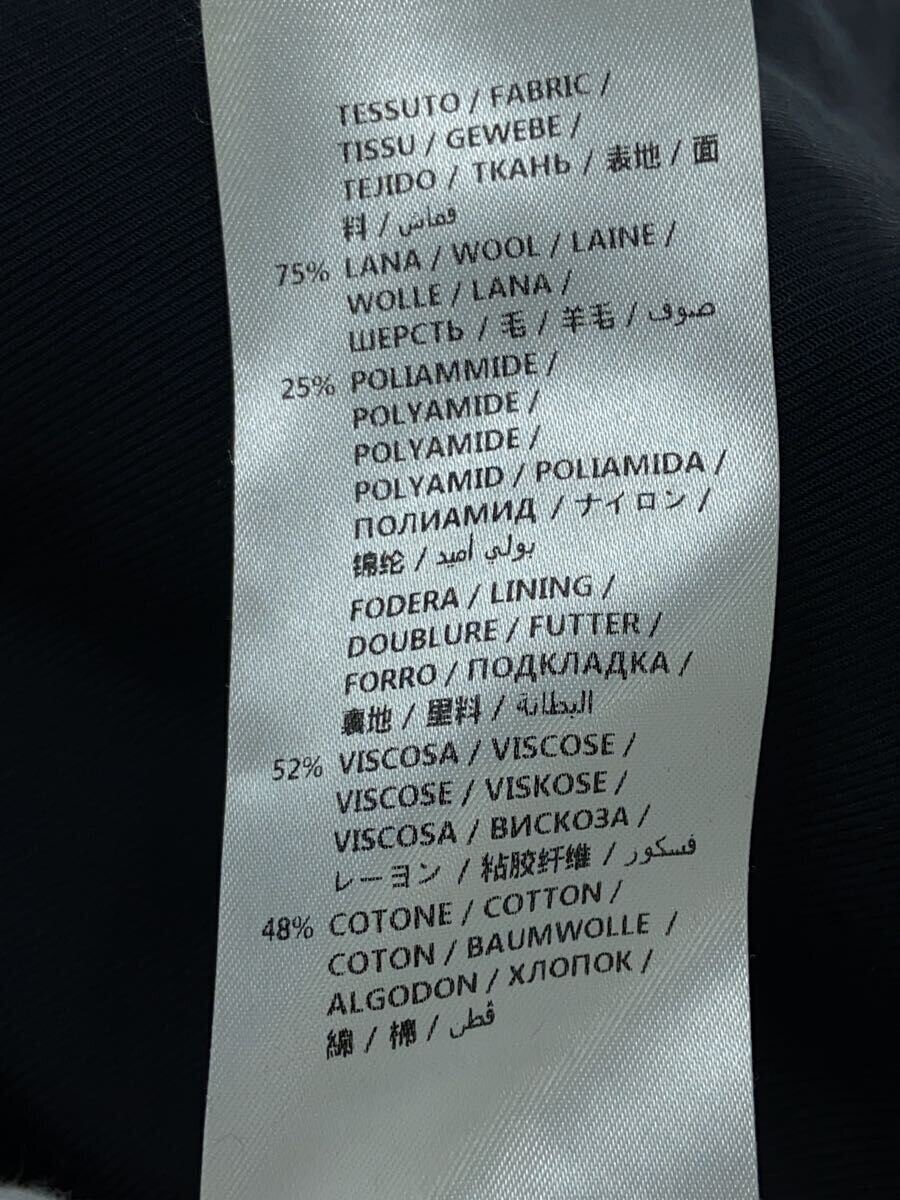 TESSUTO / FABRIC /
TISSU / GEWEBE /
TEJIDO / ТКАНЬ / 表地 / 面
料 / قماش
75% LANA / WOOL / LAINE /
WOLLE / LANA /
ШЕРСТЬ / 毛 / 羊毛 / صوف
25% POLIAMMIDE /
POLYAMIDE /
POLYAMIDE /
POLYAMID / POLIAMIDA /
ПОЛИАМИД / ナイロン /
锦纶 / بولي أميد
FODERA / LINING /
DOUBLURE / FUTTER /
FORRO / ПОДКЛАДКА /
裏地 / 里料 / البطانة
52% VISCOSA / VISCOSE /
VISCOSE / VISKOSE /
VISCOSA / ВИСКОЗА /
レーヨン / 粘胶纤维 / فسكور
48% COTONE / COTTON /
COTON / BAUMWOLLE /
ALGODON / ХЛОПОК /
綿 / 棉 / قطن